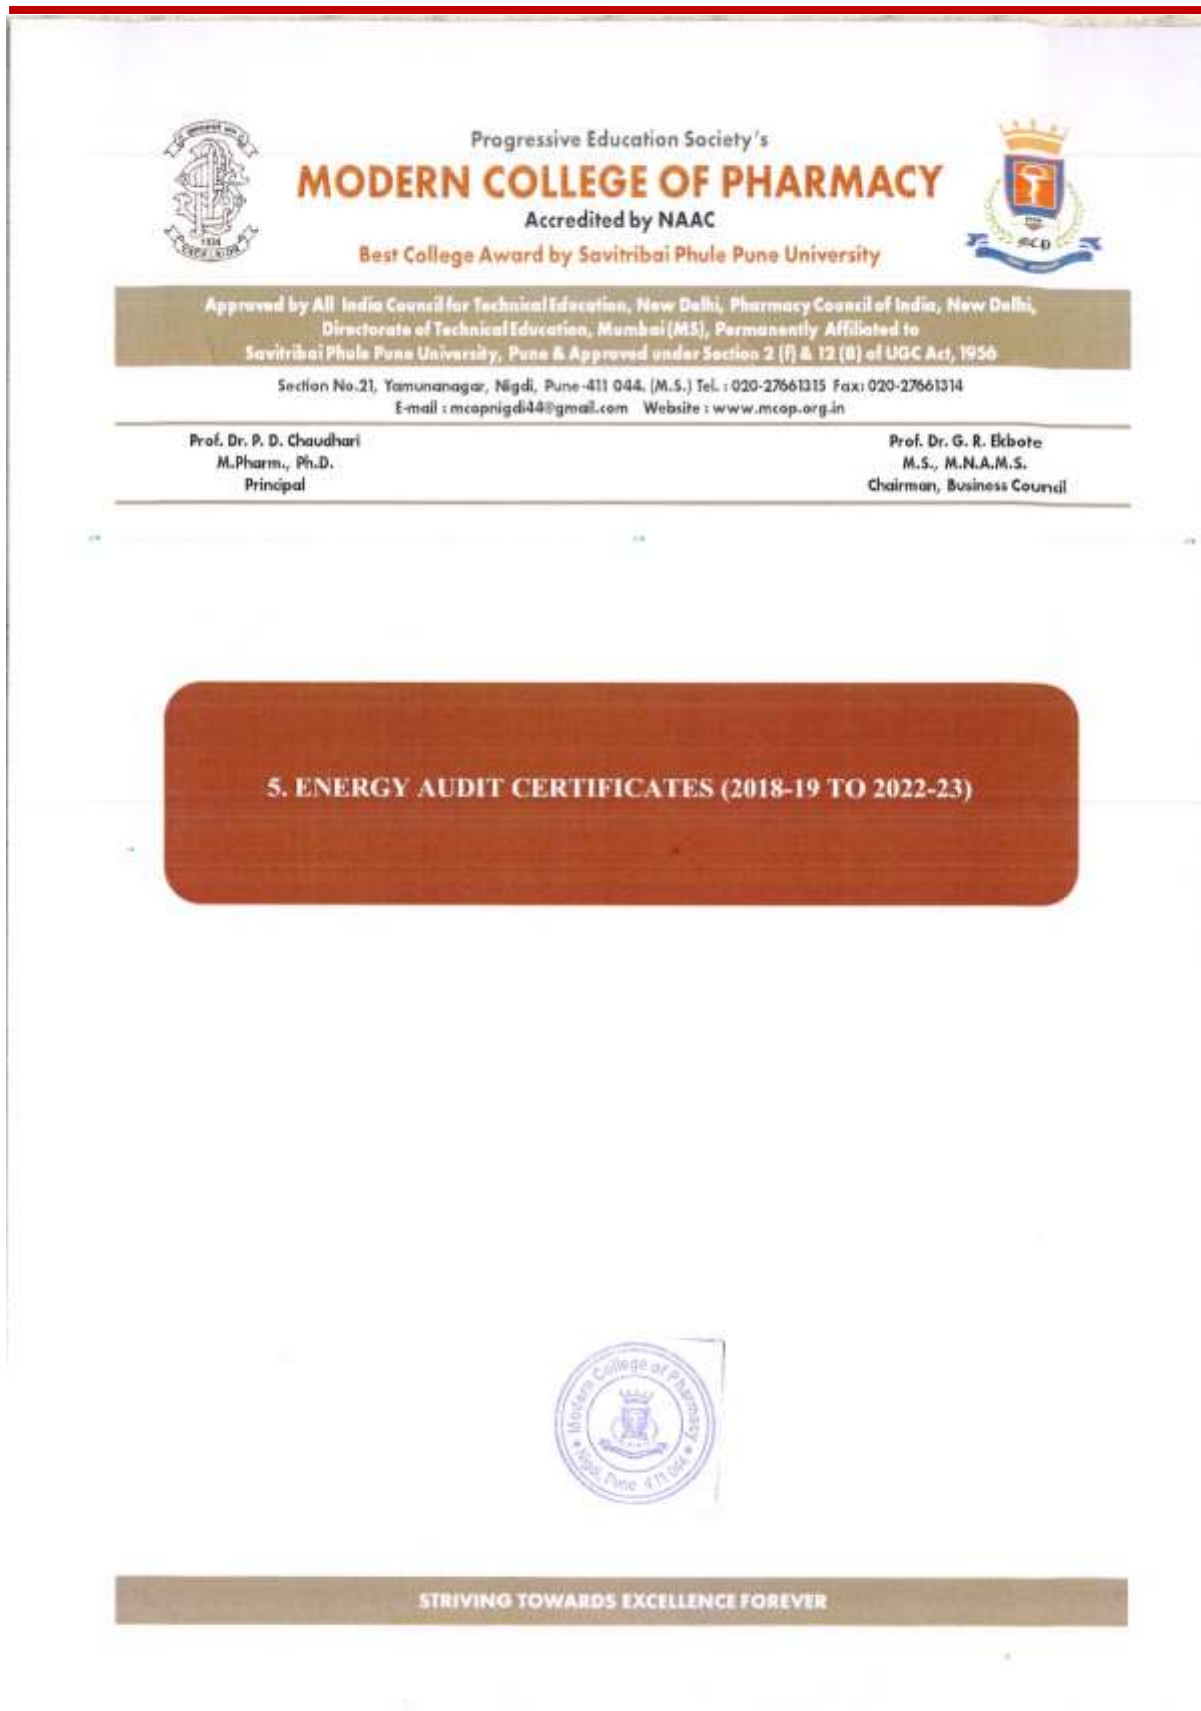 Progressive Education Society's
MODERN COLLEGE OF PHARMACY
Accredited by NAAC
Best College Award by Savitribai Phule Pune University
1934
MCP
Approved by All India Council for Technical Education, New Delhi, Pharmacy Council of India, New Delhi,
Directorate of Technical Education, Mumbai (MS), Permanently Affiliated to
Savitribai Phule Pune University, Pune & Approved under Section 2 (f) & 12 (B) of UGC Act, 1956
Section No.21, Yamunanagar, Nigdi, Pune-411 044. (M.S.) Tel. : 020-27661315 Fax: 020-27661314
E-mail : mcopnigdi44@gmail.com Website : www.mcop.org.in
Prof. Dr. P. D. Chaudhari
M.Pharm., Ph.D.
Principal
Prof. Dr. G. R. Ekbote
M.S., M.N.A.M.S.
Chairman, Business Council
5. ENERGY AUDIT CERTIFICATES (2018-19 TO 2022-23)
Modern College of Pharmacy
Nigdi, Pune 411 044
STRIVING TOWARDS EXCELLENCE FOREVER